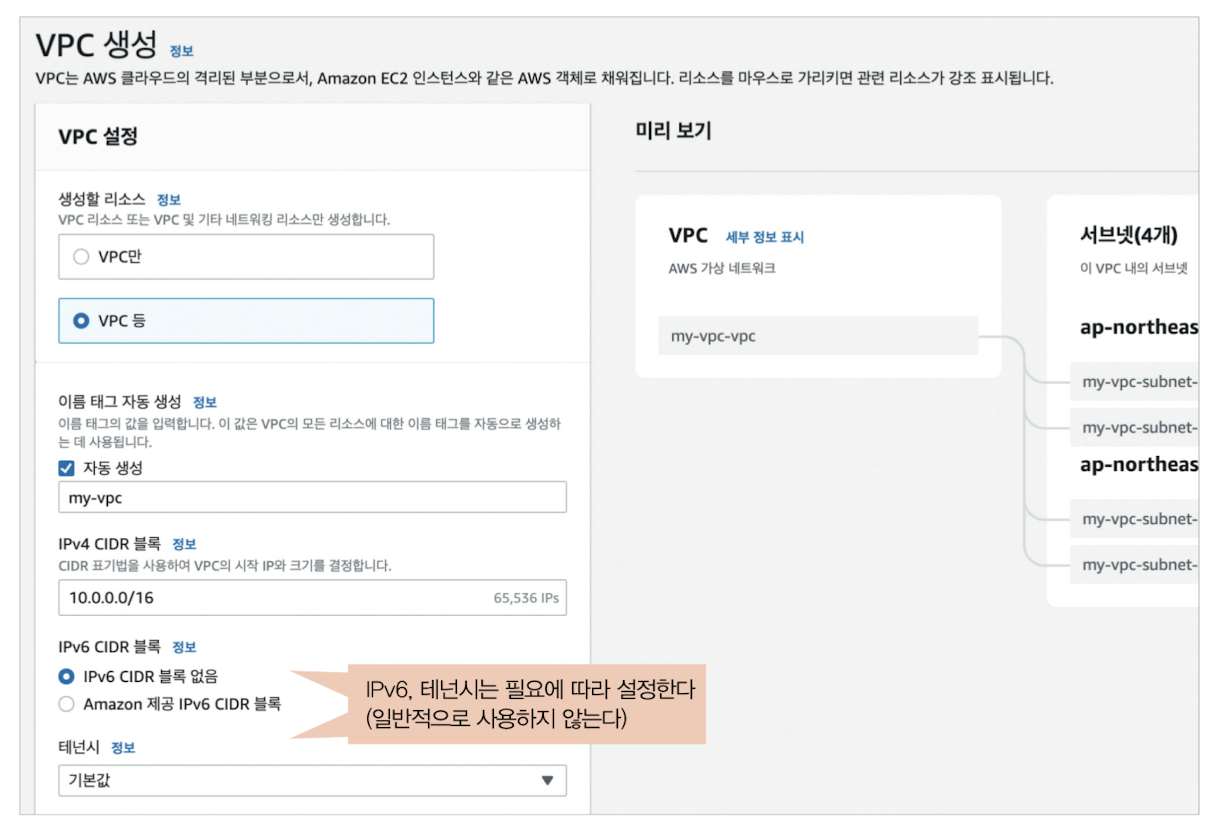 VPC 생성 정보
VPC는 AWS 클라우드의 격리된 부분으로서, Amazon EC2 인스턴스와 같은 AWS 객체로 채워집니다. 리소스를 마우스로 가리키면 관련 리소스가 강조 표시됩니다.
VPC 설정
생성할 리소스 정보
VPC 리소스 또는 VPC 및 기타 네트워킹 리소스만 생성합니다.
VPC만
VPC 등
이름 태그 자동 생성 정보
이름 태그의 값을 입력합니다. 이 값은 VPC의 모든 리소스에 대한 이름 태그를 자동으로 생성하
는 데 사용됩니다.
자동 생성
my-vpc
IPv4 CIDR 블록 정보
CIDR 표기법을 사용하여 VPC의 시작 IP와 크기를 결정합니다.
10.0.0.0/16 65,536 IPs
IPv6 CIDR 블록 정보
IPv6 CIDR 블록 없음
Amazon 제공 IPv6 CIDR 블록
IPv6, 테넌시는 필요에 따라 설정한다
(일반적으로 사용하지 않는다)
테넌시 정보
기본값
미리 보기
VPC 세부 정보 표시
AWS 가상 네트워크
my-vpc-vpc
서브넷(4개)
이 VPC 내의 서브넷
ap-northeas
my-vpc-subnet-
my-vpc-subnet-
ap-northeas
my-vpc-subnet-
my-vpc-subnet-